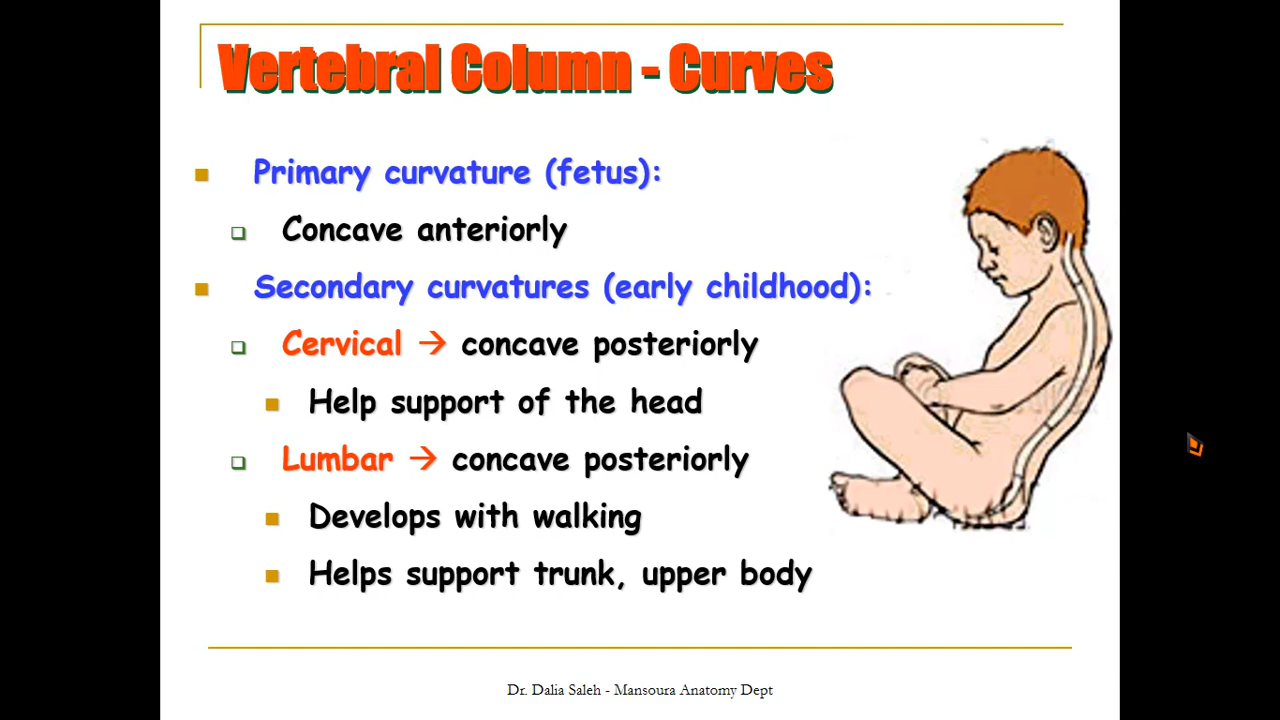 Vertebral Column - Curves
Primary curvature (fetus):
Concave anteriorly
Secondary curvatures (early childhood):
Cervical → concave posteriorly
Help support of the head
Lumbar → concave posteriorly
Develops with walking
Helps support trunk, upper body
Dr. Dalia Saleh - Mansoura Anatomy Dept